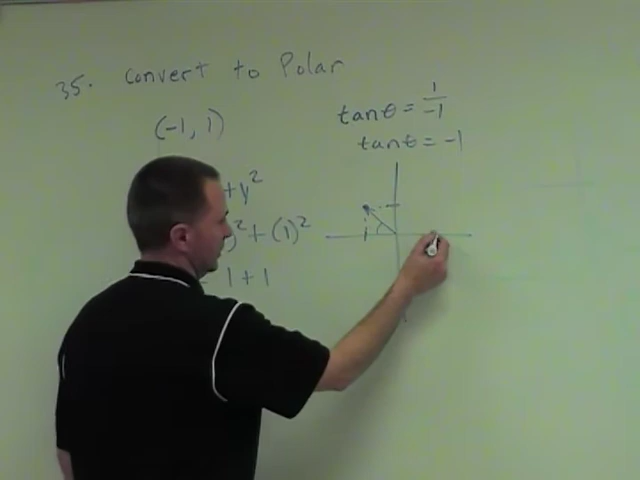 35. Convert to Polar
(-1, 1)
+ y²
)² + (1)²
1 + 1
tanθ = 1/-1
tanθ = -1